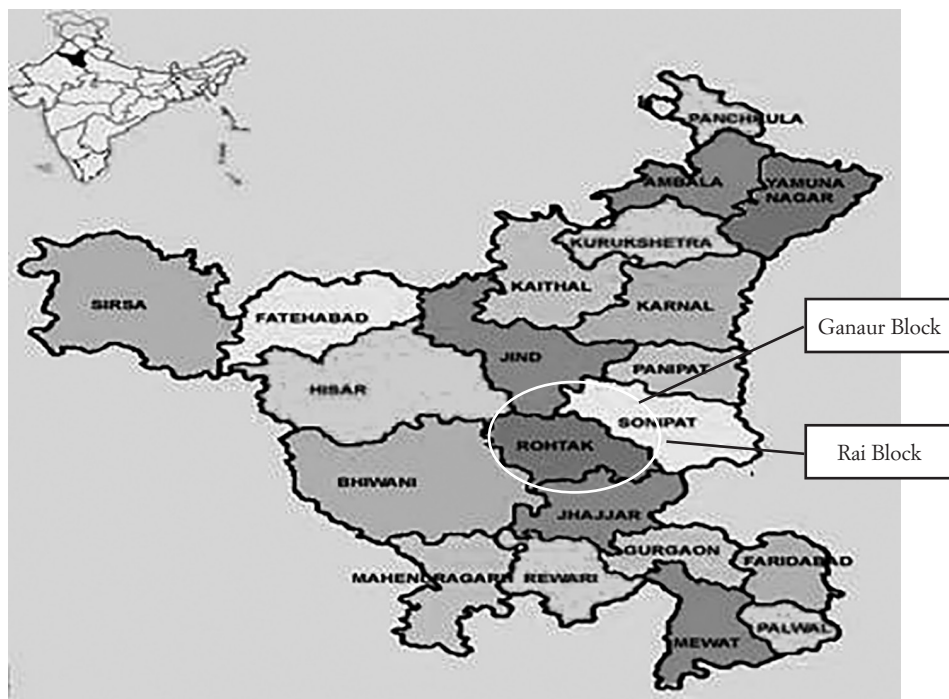 PANCHKULA
AMBALA
YAMUNA
NAGAR
KURUKSHETRA
KAITHAL
KARNAL
SIRSA
FATEHABAD
Ganaur Block
JIND
PANIPAT
HISAR
SONIPAT
ROHTAK
Rai Block
BHIWANI
JHAJJAR
GURGAON
FARIDABAD
MAHENDRAGARH
REWARI
PALWAL
MEWAT